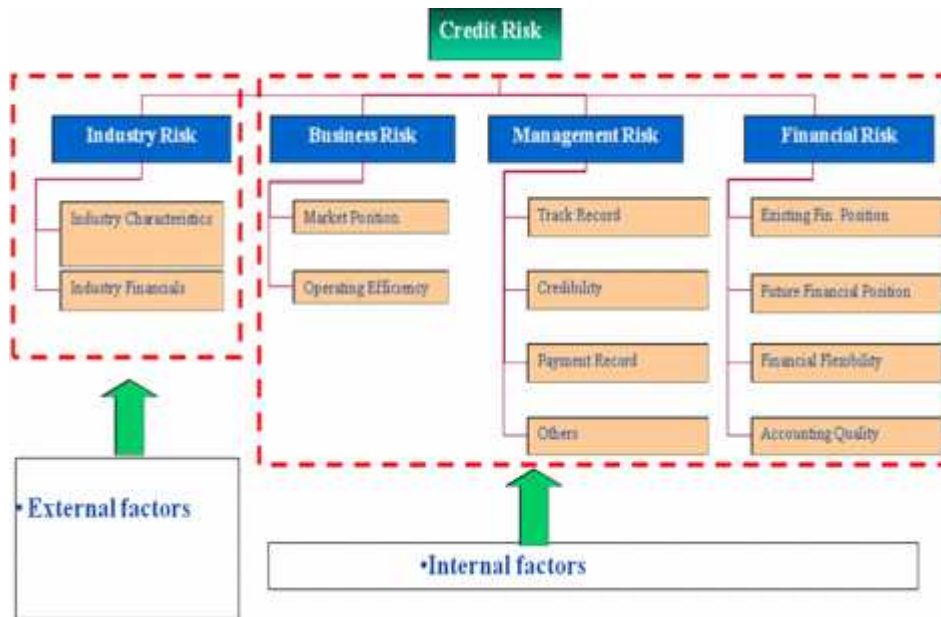 Credit Risk
Industry Risk
Business Risk
Management Risk
Financial Risk
Industry Characteristics
Industry Financials
Market Position
Operating Efficiency
Track Record
Credibility
Payment Record
Others
Existing Fin. Position
Future Financial Position
Financial Flexibility
Accounting Quality
• External factors
•Internal factors